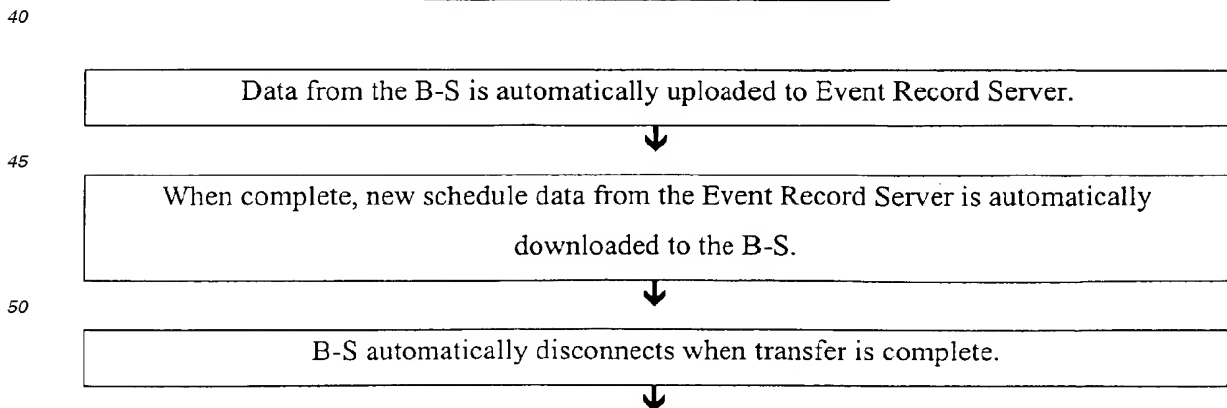 40
Data from the B-S is automatically uploaded to Event Record Server.
45
When complete, new schedule data from the Event Record Server is automatically
downloaded to the B-S.
50
B-S automatically disconnects when transfer is complete.